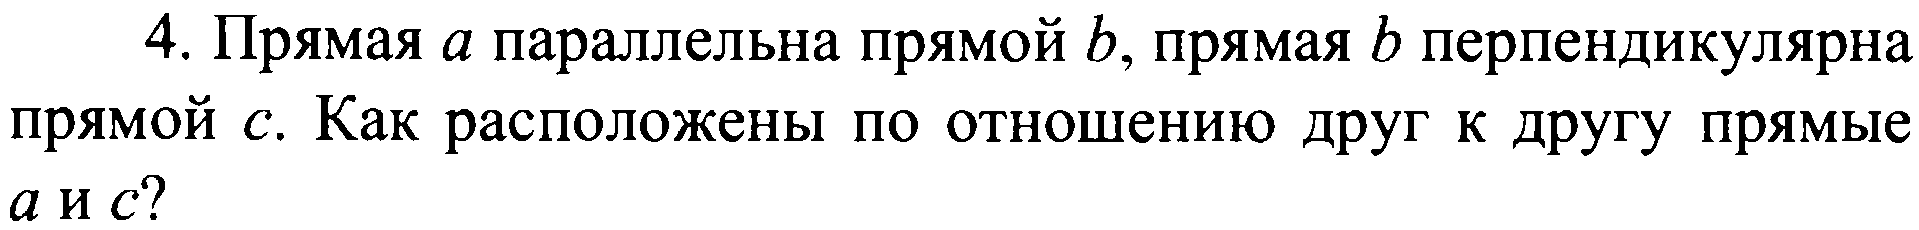 4. Прямая a параллельна прямой b, прямая b перпендикулярна
прямой c. Как расположены по отношению друг к другу прямые
a и c?